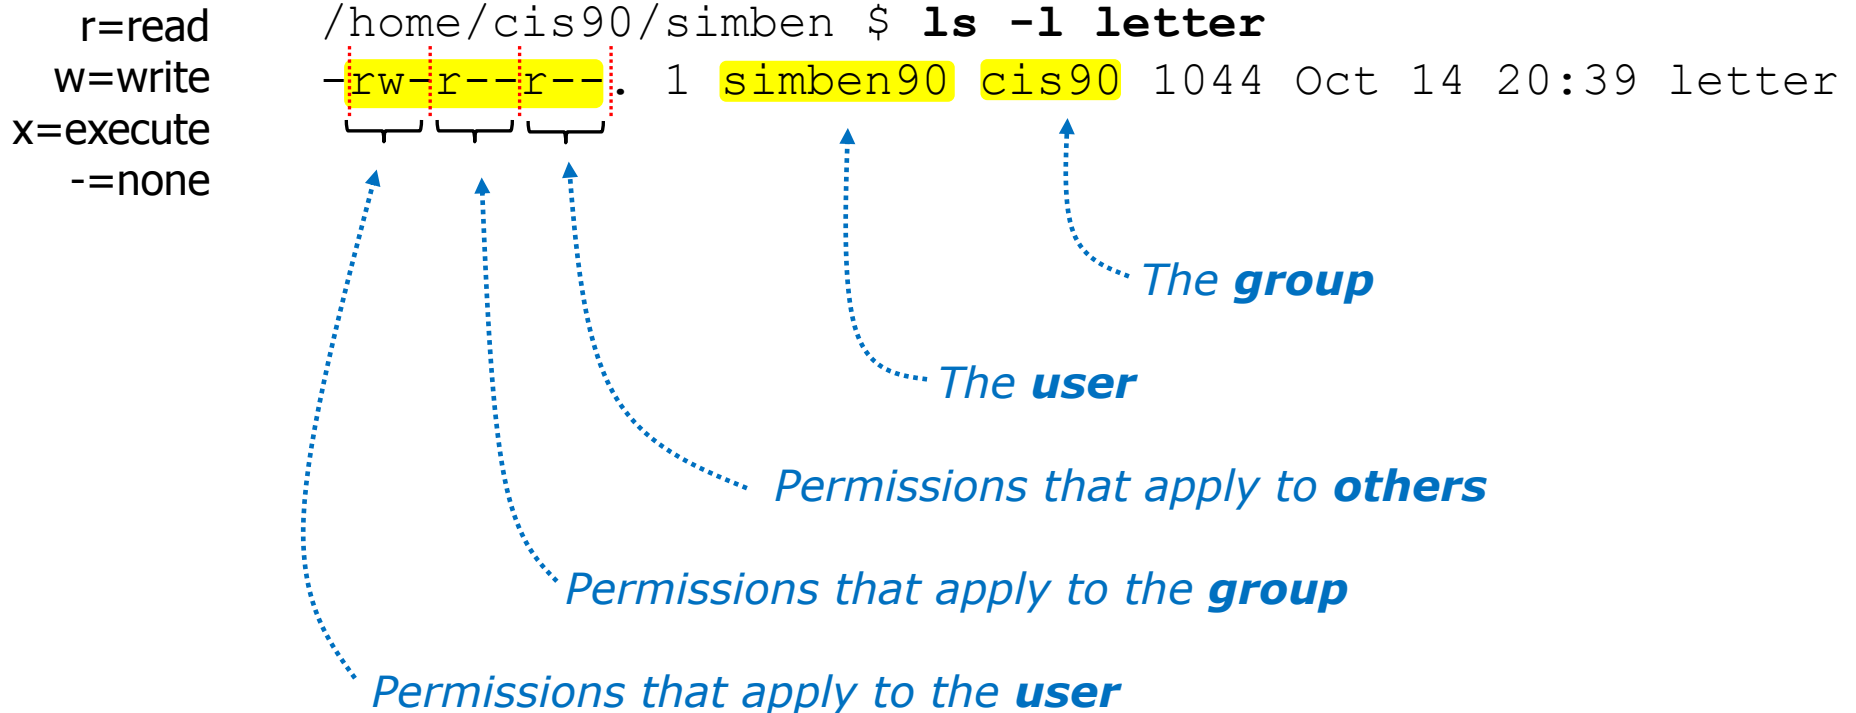 r=read
w=write
x=execute
-=none
/home/cis90/simben $ ls -l letter
-rw-r--r--. 1 simben90 cis90 1044 Oct 14 20:39 letter
The group
The user
Permissions that apply to others
Permissions that apply to the group
Permissions that apply to the user